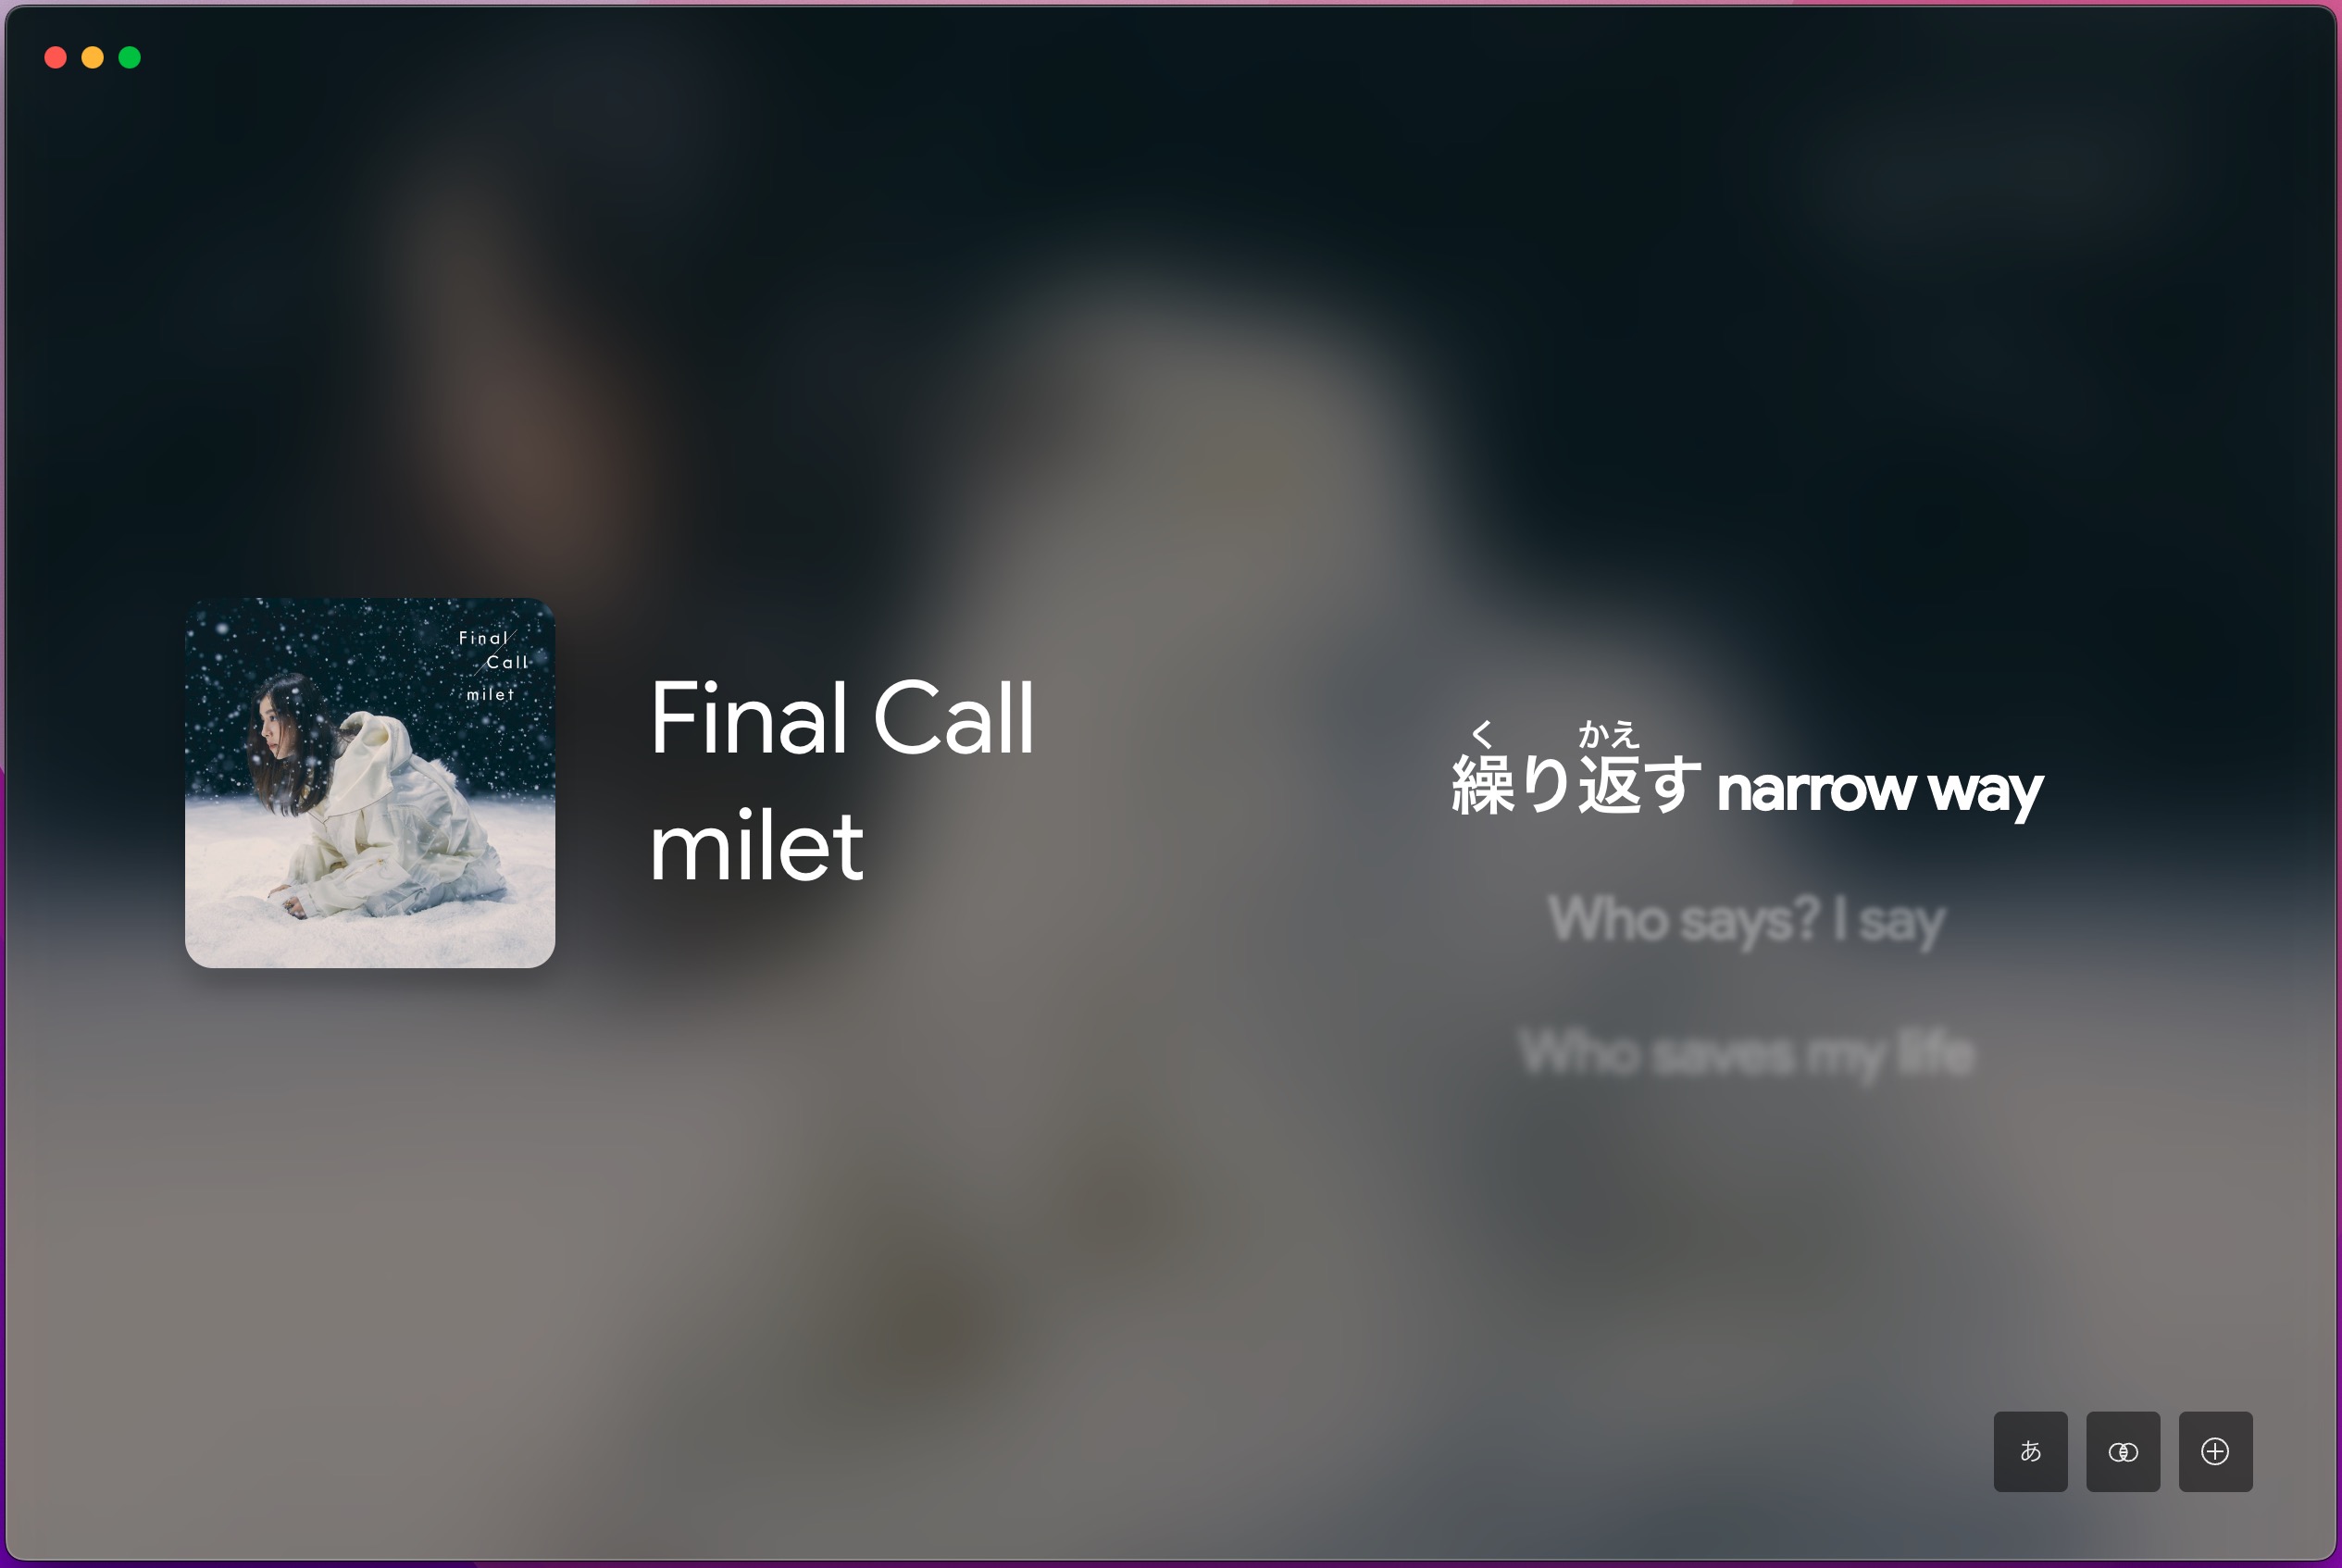 Final
Call
milet
Final Call
milet
く かえ
繰り返す narrow way
Who says? I say
Who saves my life
あ